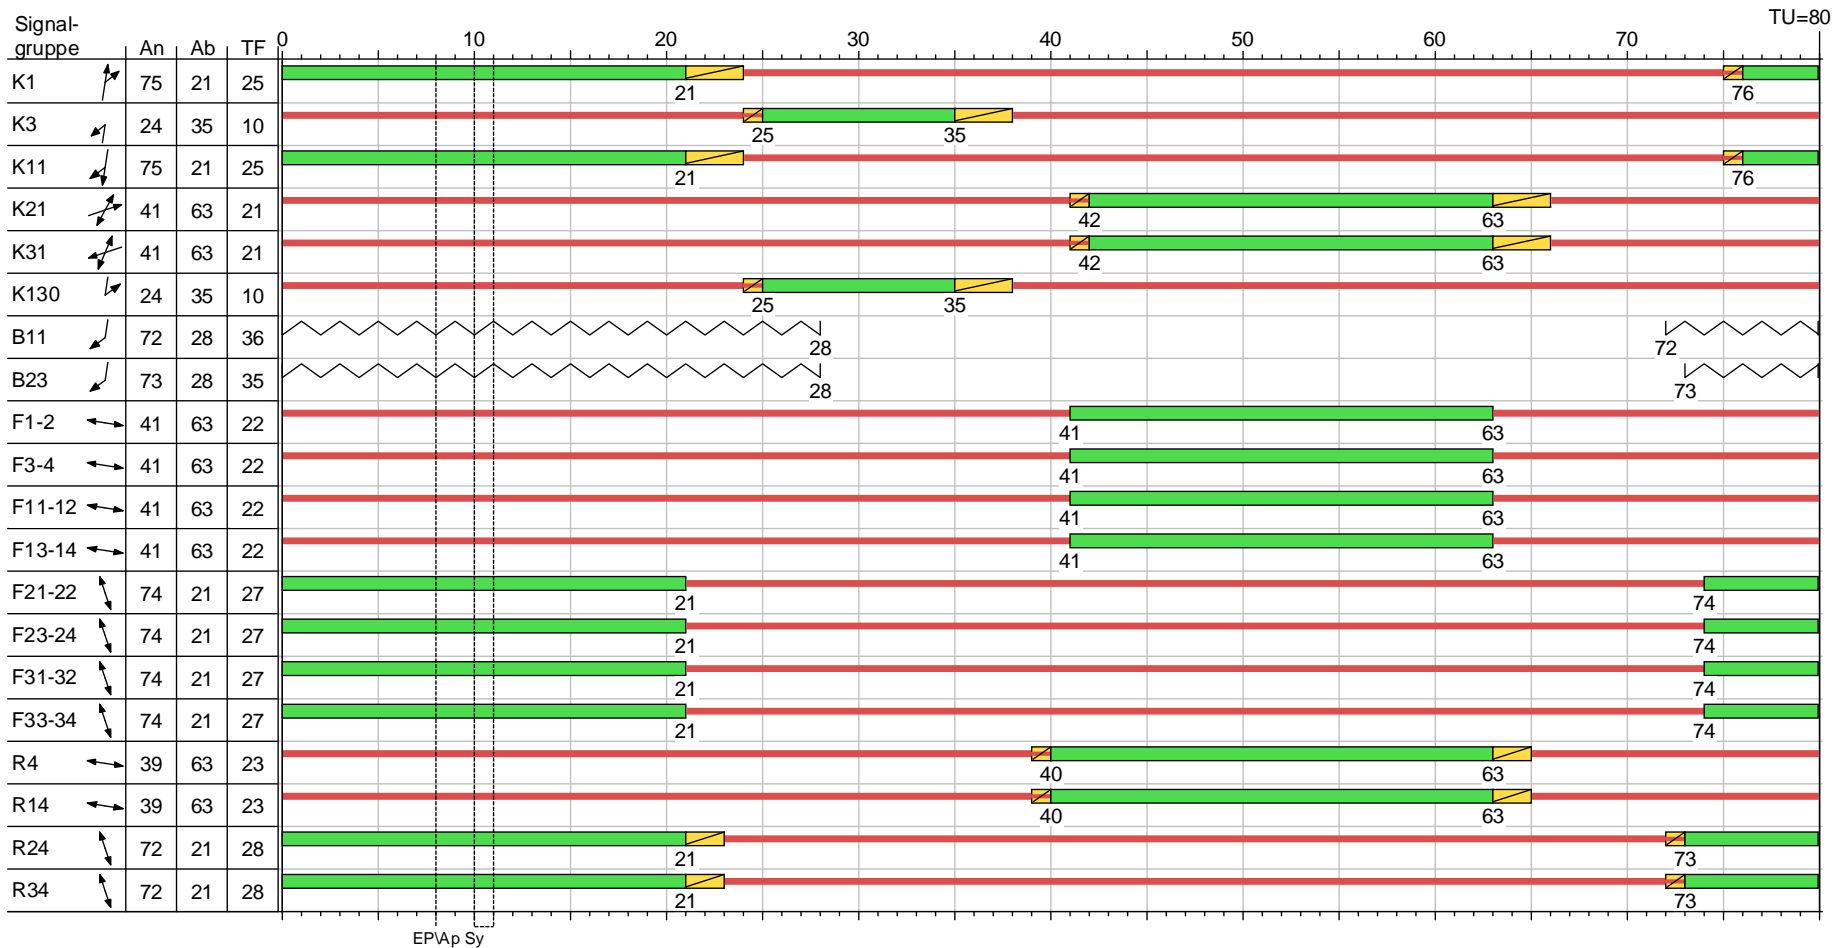 TU=80
Signal-
gruppe An Ab TF 0 10 20 30 40 50 60 70
K1 75 21 25
21 76
K3 24 35 10
25 35
K11 75 21 25
21 76
K21 41 63 21
42 63
K31 41 63 21
42 63
K130 24 35 10
25 35
B11 72 28 36
28 72
B23 73 28 35
28 73
F1-2 41 63 22
41 63
F3-4 41 63 22
41 63
F11-12 41 63 22
41 63
F13-14 41 63 22
41 63
F21-22 74 21 27
21 74
F23-24 74 21 27
21 74
F31-32 74 21 27
21 74
F33-34 74 21 27
21 74
R4 39 63 23
40 63
R14 39 63 23
40 63
R24 72 21 28
21 73
R34 72 21 28
21 73
EP\Ap Sy